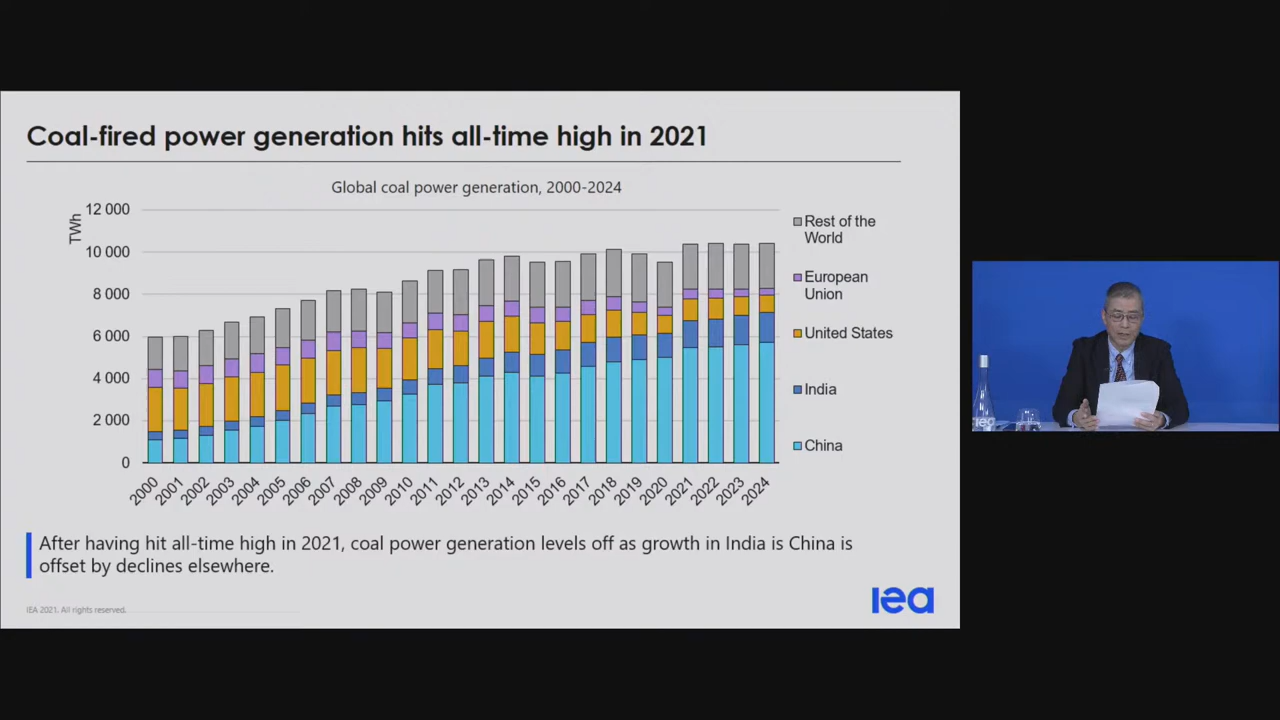 Coal-fired power generation hits all-time high in 2021
Global coal power generation, 2000-2024
TWh
12 000
10 000
8 000
6 000
4 000
2 000
0
2000
2001
2002
2003
2004
2005
2006
2007
2008
2009
2010
2011
2012
2013
2014
2015
2016
2017
2018
2019
2020
2021
2022
2023
2024
Rest of the
World
European
Union
United States
India
China
After having hit all-time high in 2021, coal power generation levels off as growth in India is China is
offset by declines elsewhere.
IEA 2021. All rights reserved.
iea
iea